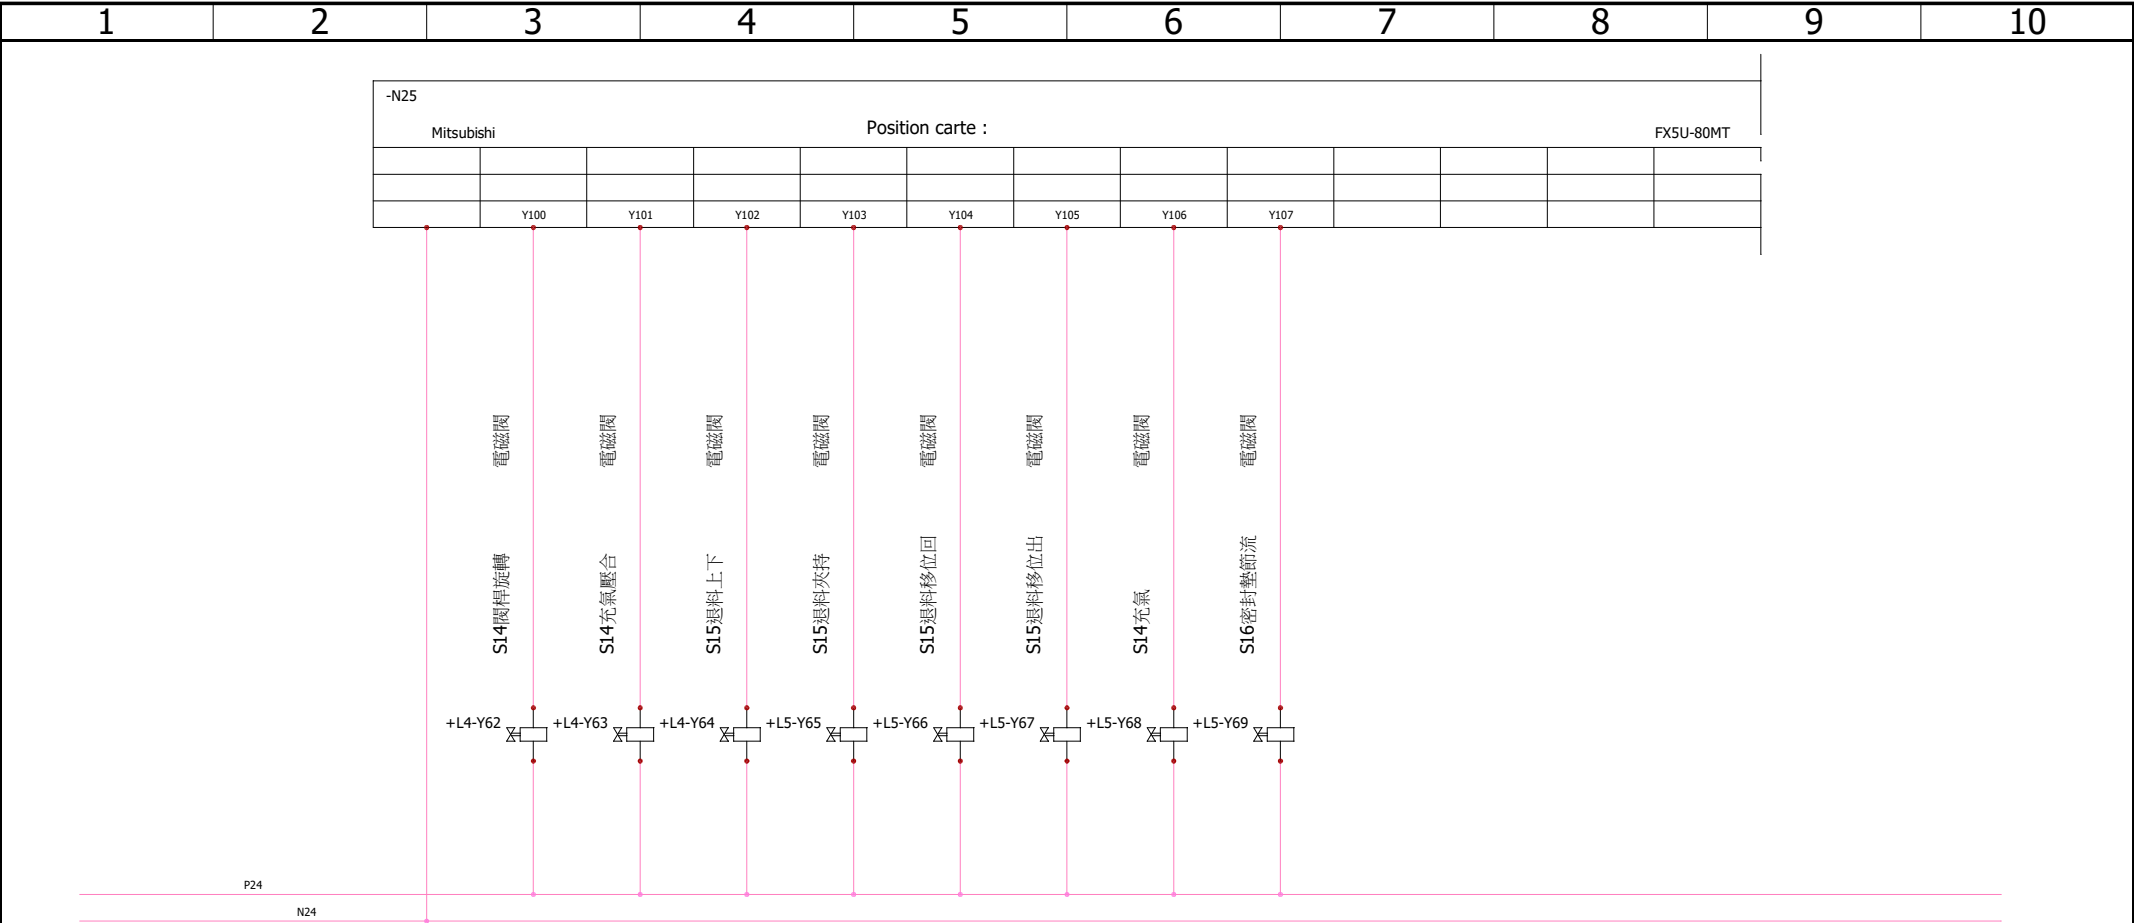 1 2 3 4 5 6 7 8 9 10
-N25
Mitsubishi Position carte : FX5U-80MT
Y100 Y101 Y102 Y103 Y104 Y105 Y106 Y107
S14閥桿旋轉 電磁閥
S14充氣壓合 電磁閥
S15退料上下 電磁閥
S15退料夾持 電磁閥
S15退料移位回 電磁閥
S15退料移位出 電磁閥
S14充氣 電磁閥
S16密封墊節流 電磁閥
+L4-Y62 +L4-Y63 +L4-Y64 +L5-Y65 +L5-Y66 +L5-Y67 +L5-Y68 +L5-Y69
P24
N24